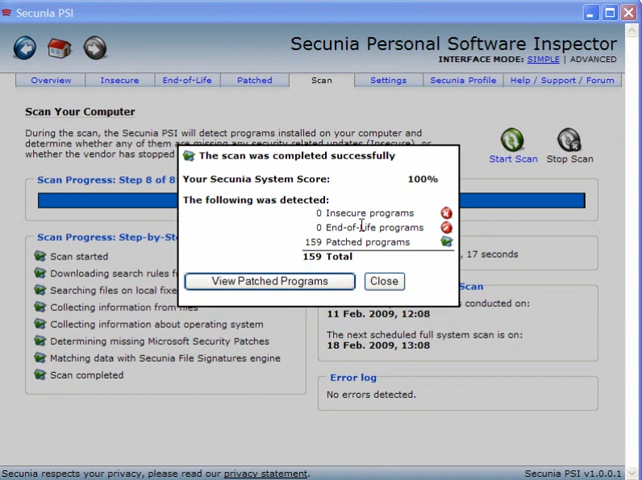 Secunia PSI
Secunia Personal Software Inspector
INTERFACE MODE: SIMPLE | ADVANCED
Overview Insecure End-of-Life Patched Scan Settings Secunia Profile Help / Support / Forum
Scan Your Computer
During the scan, the Secunia PSI will detect programs installed on your computer and
determine whether any of them are missing any security related updates (Insecure), or
whether the vendor has stopped
Start Scan Stop Scan
Scan Progress: Step 8 of 8
The scan was completed successfully
Your Secunia System Score: 100%
The following was detected:
0 Insecure programs
0 End-of-Life programs
159 Patched programs
159 Total
View Patched Programs Close
Scan Progress: Step-by-Step
Scan started
Downloading search rules
Searching files on local
Collecting information from files
Collecting information about operating system
Determining missing Microsoft Security Patches
Matching data with Secunia File Signatures engine
Scan completed
, 17 seconds
Scan
conducted on:
11 Feb. 2009, 12:08
The next scheduled full system scan is on:
18 Feb. 2009, 13:08
Error log
No errors detected.
Secunia respects your privacy, please read our privacy statement.
Secunia PSI v1.0.0.1